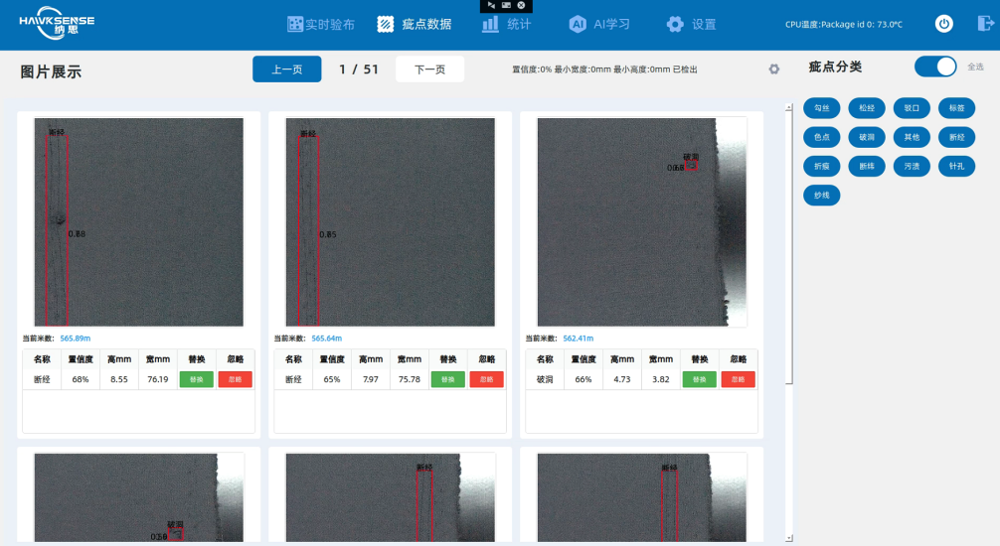 HAWKSENSE
纳思
实时验布
疵点数据
统计
AI学习
设置
CPU温度:Package id 0: 73.0°C
图片展示
上一页
1 / 51
下一页
置信度:0% 最小宽度:0mm 最小高度:0mm 已检出
疵点分类
全选
勾丝 松经 驳口 标签
色点 破洞 其他 断经
折痕 断纬 污渍 针孔
纱线
断经
断经
0.65
破洞
当前米数: 565.89m
当前米数: 565.64m
当前米数: 562.41m
名称 置信度 高mm 宽mm 替换 忽略
断经 68% 8.55 76.19 替换 忽略
名称 置信度 高mm 宽mm 替换 忽略
断经 65% 7.97 75.78 替换 忽略
名称 置信度 高mm 宽mm 替换 忽略
破洞 66% 4.73 3.82 替换 忽略
破洞
断经
断经